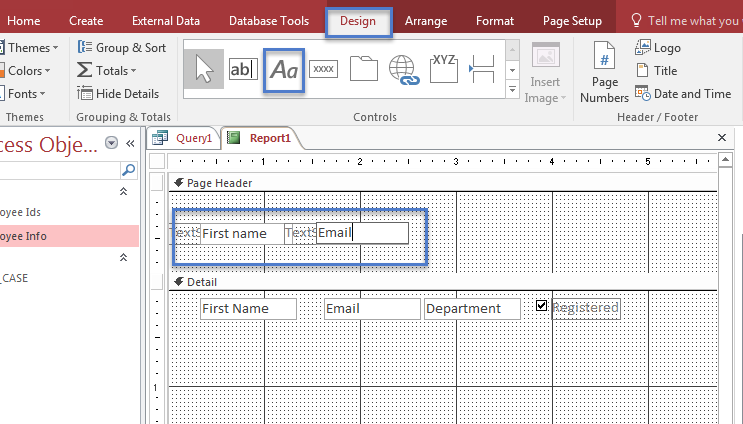 Home Create External Data Database Tools Design Arrange Format Page Setup Tell me what you
Themes Group & Sort ab Aa xxxx XYZ Insert Image Page Numbers Logo
Colors Totals Title
Fonts Hide Details Date and Time
Themes Grouping & Totals Controls Header / Footer
cess Obje... « Query1 Report1 ×
1 2 3 4 5
Page Header
oyee Ids
oyee Info
First name Email
_CASE
Detail
First Name Email Department Registered
1